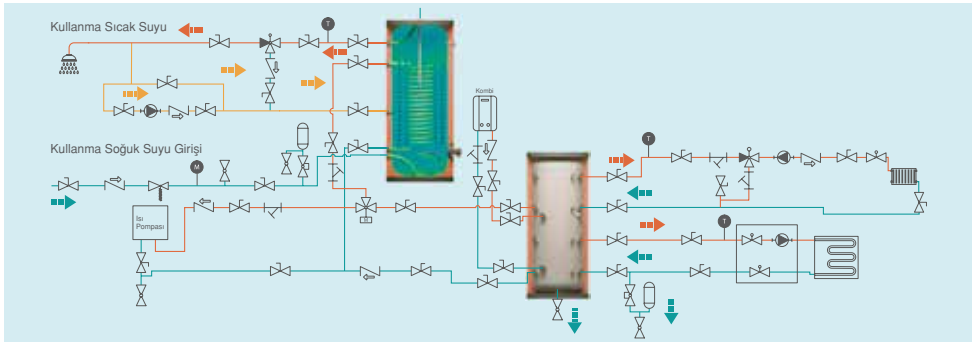 Kullanma Sıcak Suyu
T
Kombi
Kullanma Soğuk Suyu Girişi
T
M
Isı
Pompası
T